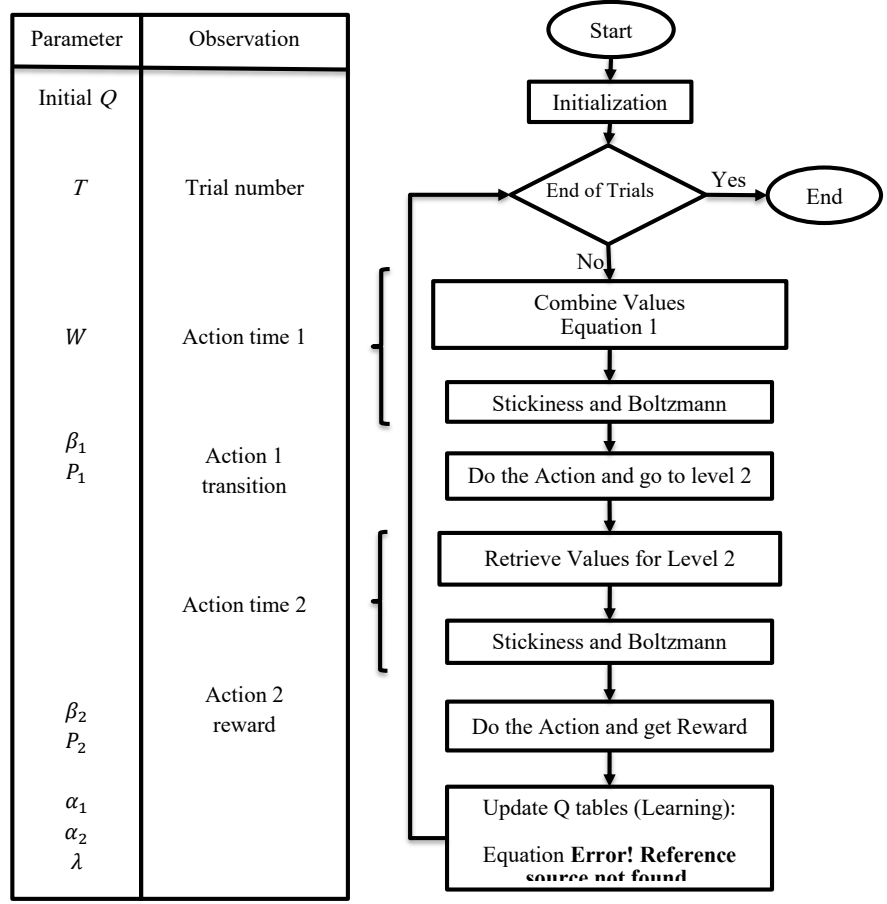 Parameter
Observation
Initial Q
T
Trial number
W
Action time 1
β₁
P₁
Action 1
transition
Action time 2
Action 2
reward
β₂
P₂
α₁
α₂
λ
Start
Initialization
End of Trials
Yes
End
No
Combine Values
Equation 1
Stickiness and Boltzmann
Do the Action and go to level 2
Retrieve Values for Level 2
Stickiness and Boltzmann
Do the Action and get Reward
Update Q tables (Learning):
Equation Error! Reference
source not found